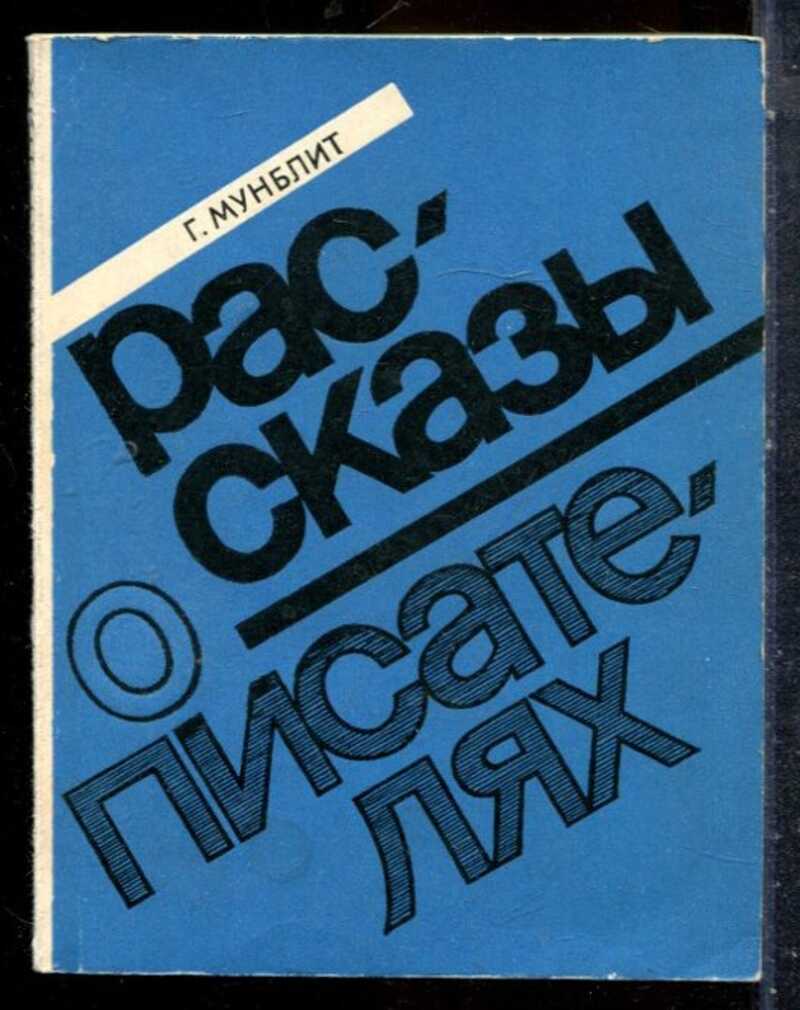 Г. МУНБЛИТ
рас-
сказы
о
писате-
лях